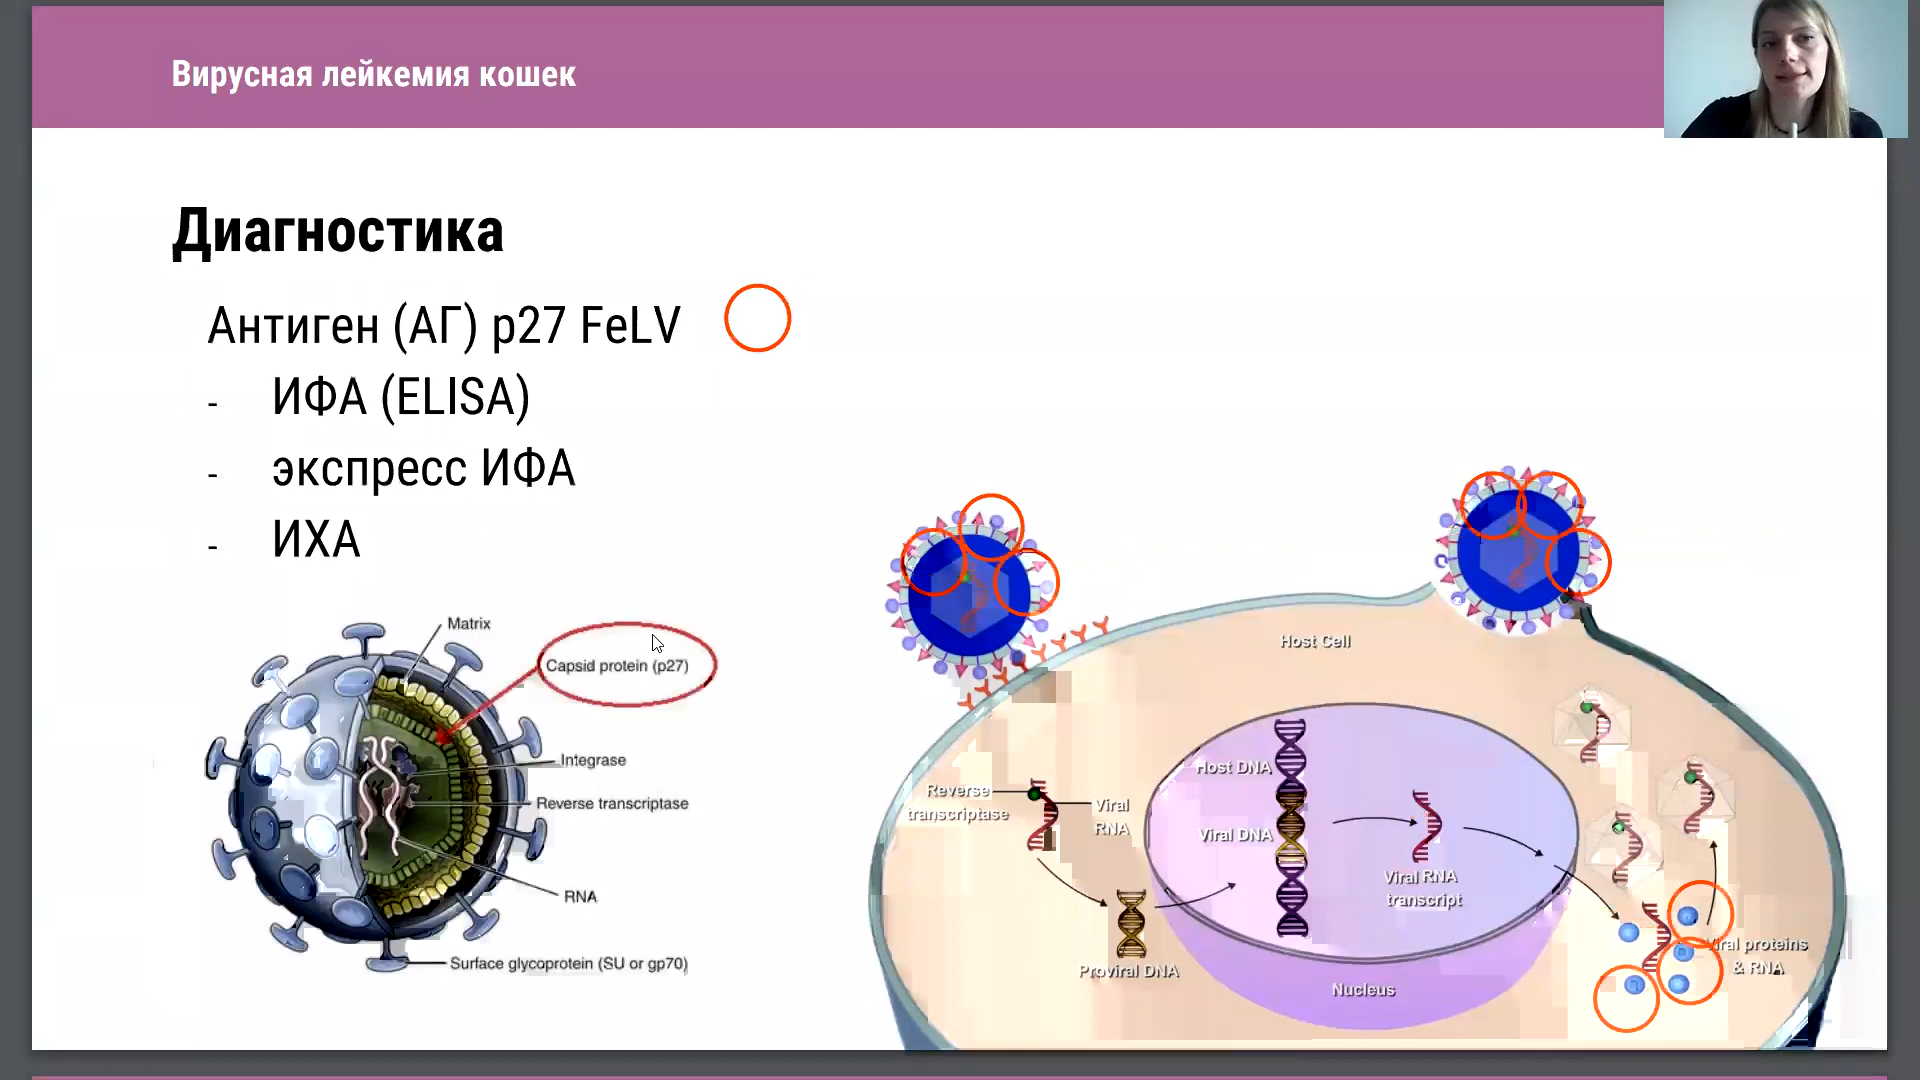 Вирусная лейкемия кошек
Диагностика
Антиген (АГ) p27 FeLV
- ИФА (ELISA)
- экспресс ИФА
- ИХА
Matrix
Capsid protein (p27)
Integrase
Reverse transcriptase
RNA
Surface glycoprotein (SU or gp70)
Host Cell
Reverse
transcriptase
Viral
RNA
Host DNA
Viral DNA
Viral RNA
transcript
Proviral DNA
Nucleus
Viral proteins
& RNA